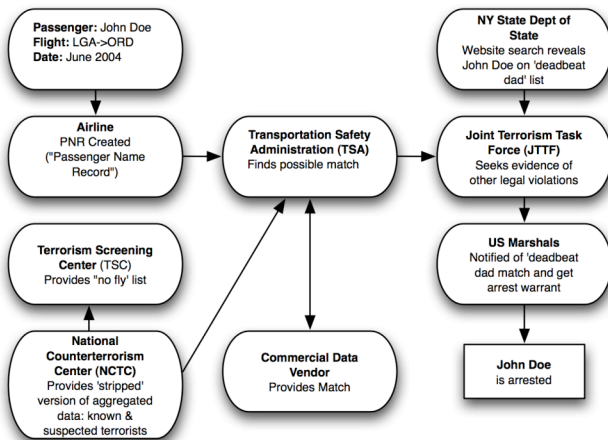 Passenger: John Doe
Flight: LGA->ORD
Date: June 2004
Airline
PNR Created
("Passenger Name
Record")
Terrorism Screening
Center (TSC)
Provides "no fly' list
National
Counterterrorism
Center (NCTC)
Provides 'stripped'
version of aggregated
data: known &
suspected terrorists
Transportation Safety
Administration (TSA)
Finds possible match
Commercial Data
Vendor
Provides Match
NY State Dept of
State
Website search reveals
John Doe on 'deadbeat
dad' list
Joint Terrorism Task
Force (JTTF)
Seeks evidence of
other legal violations
US Marshals
Notified of 'deadbeat
dad match and get
arrest warrant
John Doe
is arrested